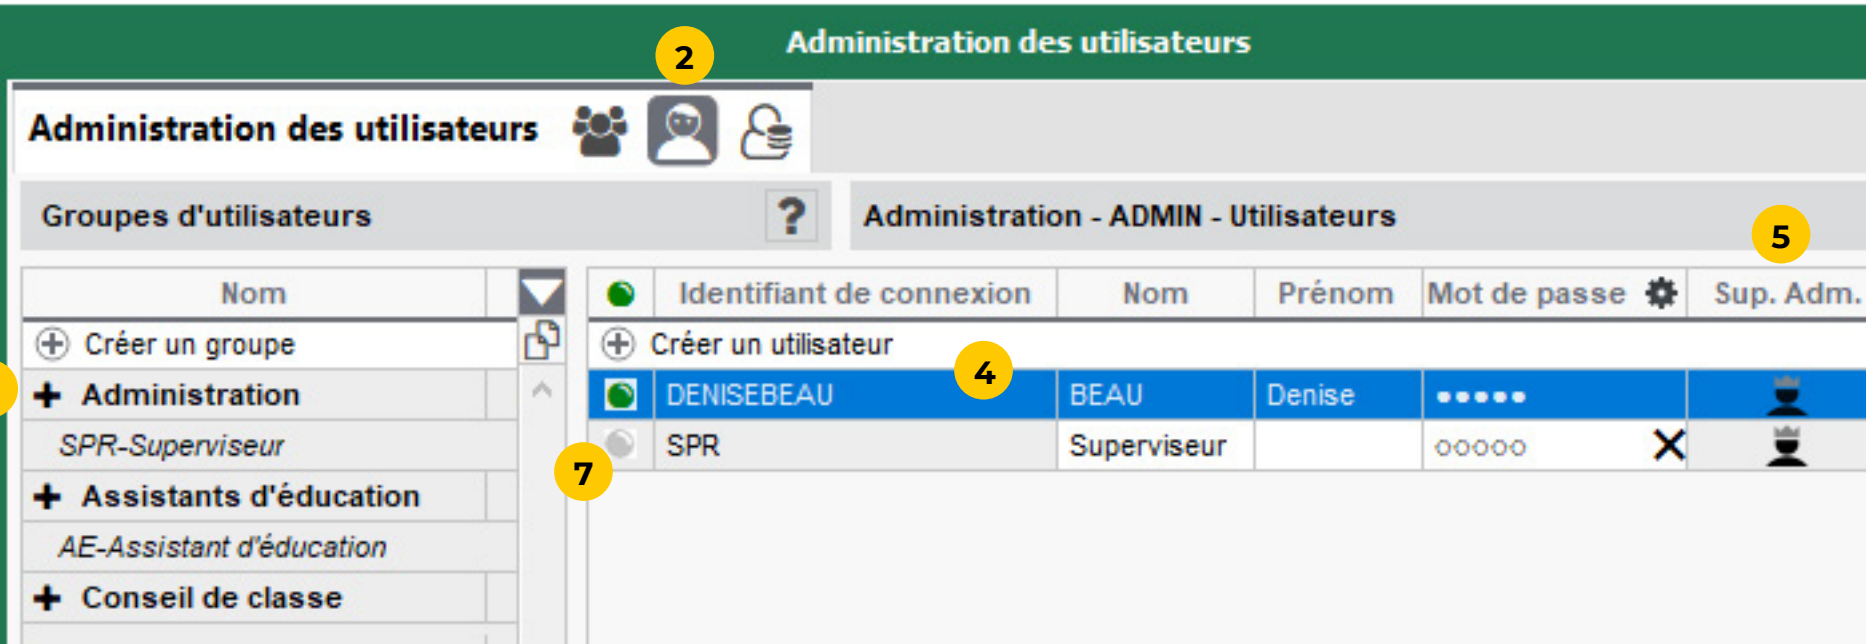 Administration des utilisateurs
2
Administration des utilisateurs
Groupes d'utilisateurs ?
Administration - ADMIN - Utilisateurs
5
Nom
Identifiant de connexion Nom Prénom Mot de passe Sup. Adm.
Créer un groupe
Créer un utilisateur
4
Administration
DENISEBEAU BEAU Denise
SPR-Superviseur
7
SPR Superviseur
Assistants d'éducation
AE-Assistant d'éducation
Conseil de classe